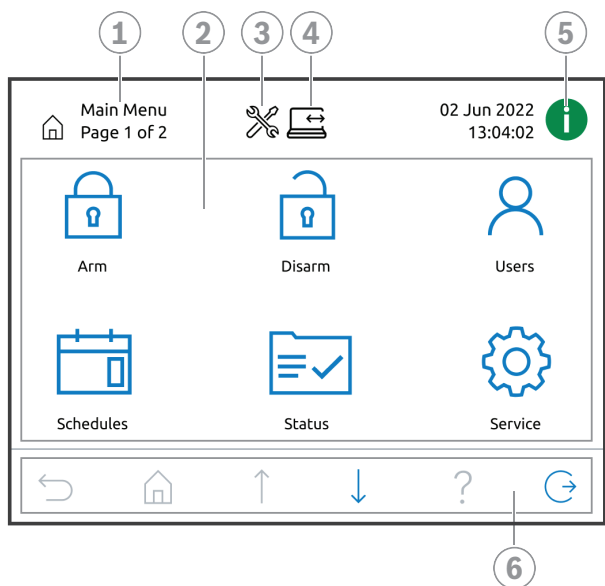 1 2 3 4 5
Main Menu
Page 1 of 2
02 Jun 2022
13:04:02
i
Arm Disarm Users
Schedules Status Service
?
6